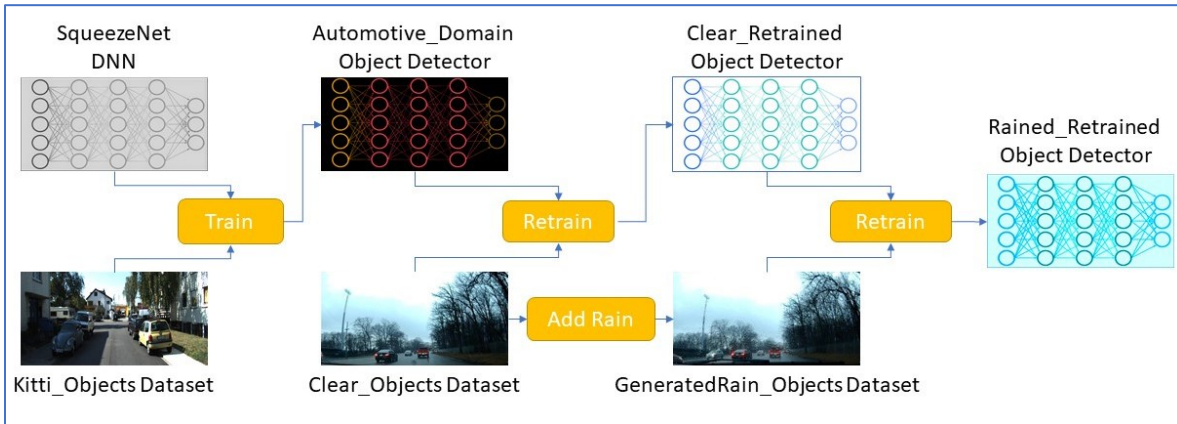 SqueezeNet
DNN
Automotive_Domain
Object Detector
Clear_Retrained
Object Detector
Rained_Retrained
Object Detector
Train
Retrain
Retrain
Add Rain
Kitti_Objects Dataset
Clear_Objects Dataset
GeneratedRain_Objects Dataset